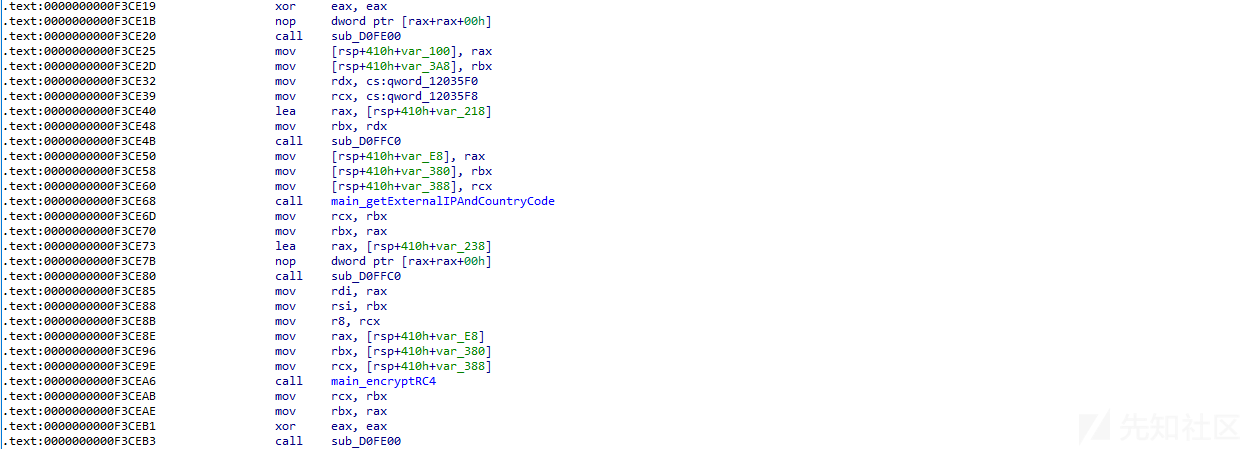 .text:0000000000F3CE19 xor eax, eax
.text:0000000000F3CE1B nop dword ptr [rax+rax+00h]
.text:0000000000F3CE20 call sub_D0FE00
.text:0000000000F3CE25 mov [rsp+410h+var_100], rax
.text:0000000000F3CE2D mov [rsp+410h+var_3A8], rbx
.text:0000000000F3CE32 mov rdx, cs:qword_12035F0
.text:0000000000F3CE39 mov rcx, cs:qword_12035F8
.text:0000000000F3CE40 lea rax, [rsp+410h+var_218]
.text:0000000000F3CE48 mov rbx, rdx
.text:0000000000F3CE4B call sub_D0FFC0
.text:0000000000F3CE50 mov [rsp+410h+var_E8], rax
.text:0000000000F3CE58 mov [rsp+410h+var_380], rbx
.text:0000000000F3CE60 mov [rsp+410h+var_388], rcx
.text:0000000000F3CE68 call main_getExternalIPAndCountryCode
.text:0000000000F3CE6D mov rcx, rbx
.text:0000000000F3CE70 mov rbx, rax
.text:0000000000F3CE73 lea rax, [rsp+410h+var_238]
.text:0000000000F3CE7B nop dword ptr [rax+rax+00h]
.text:0000000000F3CE80 call sub_D0FFC0
.text:0000000000F3CE85 mov rdi, rax
.text:0000000000F3CE88 mov rsi, rbx
.text:0000000000F3CE8B mov r8, rcx
.text:0000000000F3CE8E mov rax, [rsp+410h+var_E8]
.text:0000000000F3CE96 mov rbx, [rsp+410h+var_380]
.text:0000000000F3CE9E mov rcx, [rsp+410h+var_388]
.text:0000000000F3CEA6 call main_encryptRC4
.text:0000000000F3CEAB mov rcx, rbx
.text:0000000000F3CEAE mov rbx, rax
.text:0000000000F3CEB1 xor eax, eax
.text:0000000000F3CEB3 call sub_D0FE00
先知社区